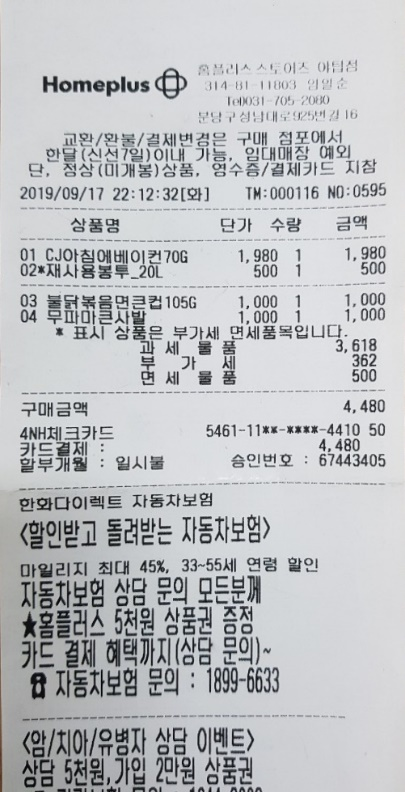 Homeplus
홈플러스 스토어즈 야탑점
314-81-11803 임일순
Tel)031-705-2080
분당구성남대로925번길 16
교환/환불/결제변경은 구매 점포에서
한달(신선7일)이내 가능, 임대매장 예외
단, 정상(미개봉)상품, 영수증/결제카드 지참
2019/09/17 22:12:32[화] TM:000116 NO:0595
상품명 단가 수량 금액
01 CJ아침에베이컨70G 1,980 1 1,980
02*재사용봉투_20L 500 1 500
03 불닭볶음면큰컵105G 1,000 1 1,000
04 무파마큰사발 1,000 1 1,000
* 표시 상품은 부가세 면세품목입니다.
과 세 물 품 3,618
부 가 세 362
면 세 물 품 500
구매금액 4,480
4NH체크카드 5461-11**-****-4410 50
카드결제 : 4,480
할부개월 : 일시불 승인번호 : 67443405
한화다이렉트 자동차보험
<할인받고 돌려받는 자동차보험>
마일리지 최대 45%, 33~55세 연령 할인
자동차보험 상담 문의 모든분께
★홈플러스 5천원 상품권 증정
카드 결제 혜택까지(상담 문의)~
☎ 자동차보험 문의 : 1899-6633
<암/치아/유병자 상담 이벤트>
상담 5천원,가입 2만원 상품권